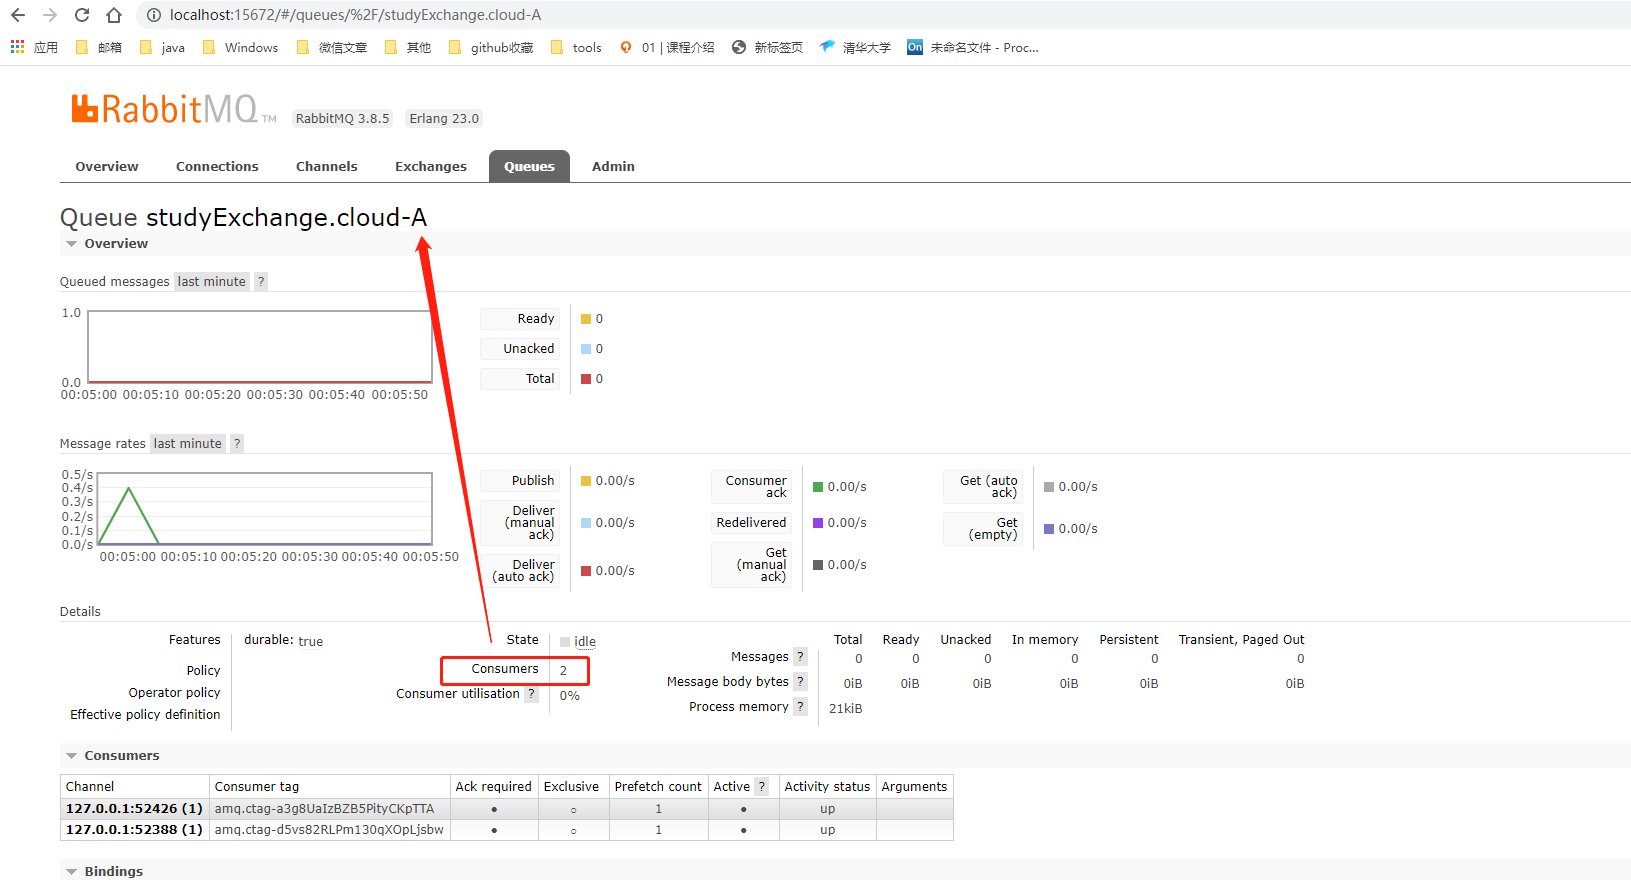 localhost:15672/#/queues/%2F/studyExchange.cloud-A
应用 邮箱 java Windows 微信文章 其他 github收藏 tools 01 | 课程介绍 新标签页 清华大学 On 未命名文件 - Proc...
RabbitMQ TM RabbitMQ 3.8.5 Erlang 23.0
Overview Connections Channels Exchanges Queues Admin
Queue studyExchange.cloud-A
Overview
Queued messages last minute ?
1.0
0.0
00:05:00 00:05:10 00:05:20 00:05:30 00:05:40 00:05:50
Ready 0
Unacked 0
Total 0
Message rates last minute ?
0.5/s
0.4/s
0.3/s
0.2/s
0.1/s
0.0/s
00:05:00 00:05:10 00:05:20 00:05:30 00:05:40 00:05:50
Publish 0.00/s
Deliver
(manual 0.00/s
ack)
Deliver
(auto ack) 0.00/s
Consumer
ack 0.00/s
Redelivered 0.00/s
Get
(manual 0.00/s
ack)
Get (auto
ack) 0.00/s
Get
(empty) 0.00/s
Details
Features durable: true
Policy
Operator policy
Effective policy definition
State idle
Consumers 2
Consumer utilisation ? 0%
Total Ready Unacked In memory Persistent Transient, Paged Out
Messages ? 0 0 0 0 0 0
Message body bytes ? 0iB 0iB 0iB 0iB 0iB 0iB
Process memory ? 21kiB
Consumers
Channel Consumer tag Ack required Exclusive Prefetch count Active ? Activity status Arguments
127.0.0.1:52426 (1) amq.ctag-a3g8UaIzBZB5PityCKpTTA ● ○ 1 ● up
127.0.0.1:52388 (1) amq.ctag-d5vs82RLPm130qXOpLjsbw ● ○ 1 ● up
Bindings